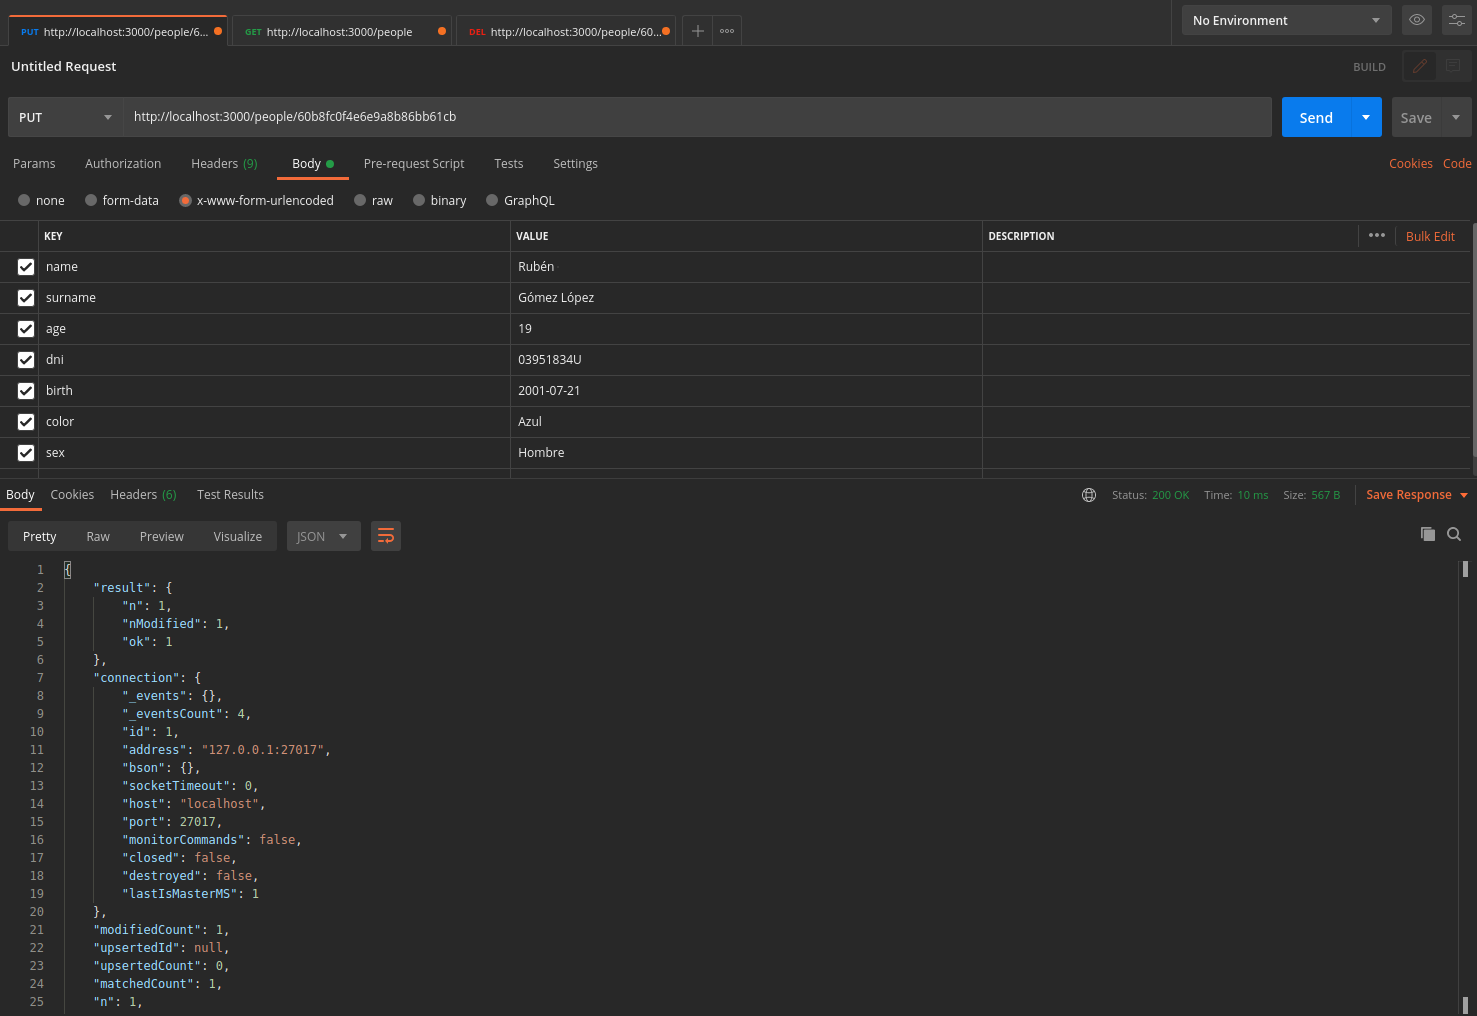 PUT http://localhost:3000/people/6... GET http://localhost:3000/people DEL http://localhost:3000/people/60... No Environment
Untitled Request BUILD
PUT http://localhost:3000/people/60b8fc0f4e6e9a8b86bb61cb Send Save
Params Authorization Headers (9) Body Pre-request Script Tests Settings Cookies Code
none form-data x-www-form-urlencoded raw binary GraphQL
KEY VALUE DESCRIPTION Bulk Edit
name Rubén
surname Gómez López
age 19
dni 03951834U
birth 2001-07-21
color Azul
sex Hombre
Body Cookies Headers (6) Test Results Status: 200 OK Time: 10 ms Size: 567 B Save Response
Pretty Raw Preview Visualize JSON
1 {
2 "result": {
3 "n": 1,
4 "nModified": 1,
5 "ok": 1
6 },
7 "connection": {
8 "_events": {},
9 "_eventsCount": 4,
10 "id": 1,
11 "address": "127.0.0.1:27017",
12 "bson": {},
13 "socketTimeout": 0,
14 "host": "localhost",
15 "port": 27017,
16 "monitorCommands": false,
17 "closed": false,
18 "destroyed": false,
19 "lastIsMasterMS": 1
20 },
21 "modifiedCount": 1,
22 "upsertedId": null,
23 "upsertedCount": 0,
24 "matchedCount": 1,
25 "n": 1,